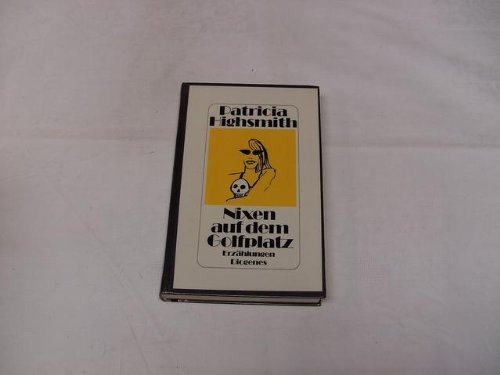 Patricia
Highsmith
Nixen
auf dem
Golfplatz
Erzählungen
Diogenes